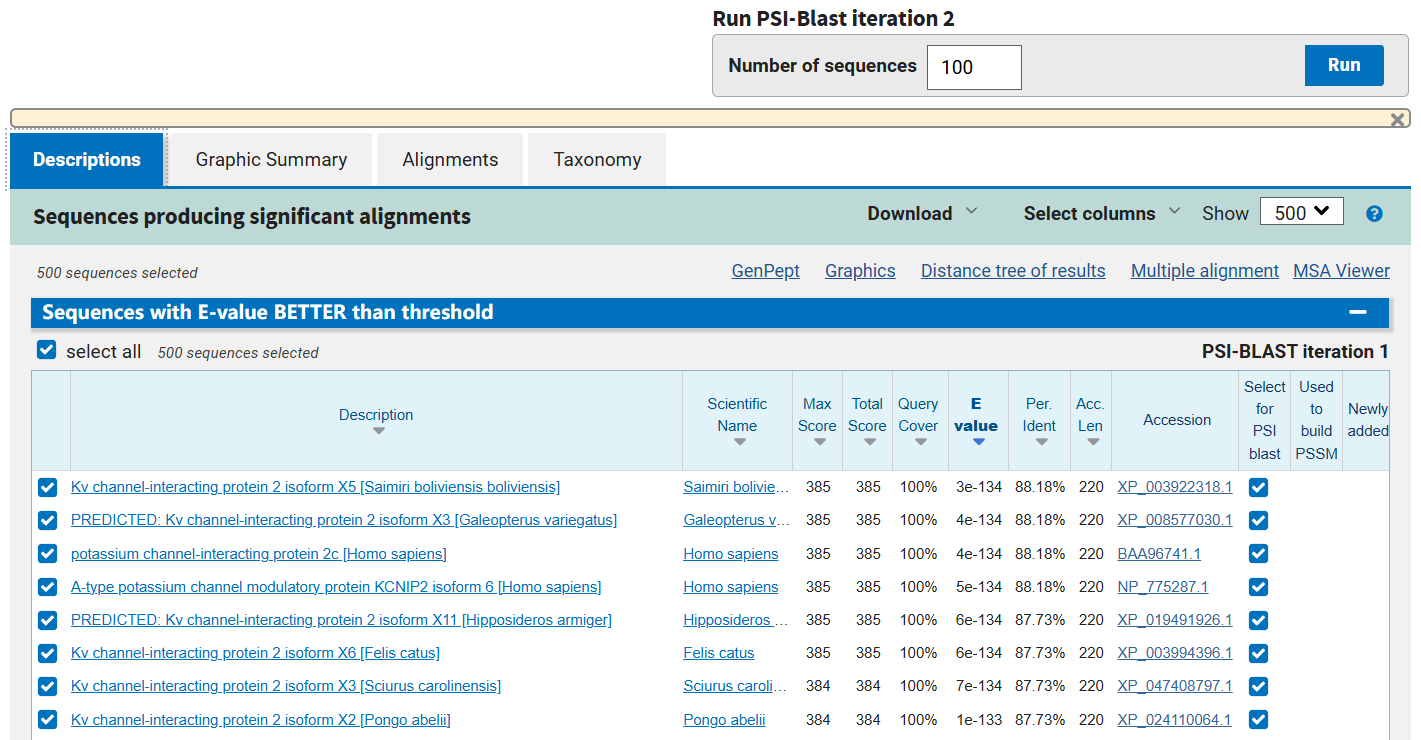 Run PSI-Blast iteration 2
Number of sequences 100 Run
Descriptions Graphic Summary Alignments Taxonomy
Sequences producing significant alignments Download Select columns Show 500 ?
500 sequences selected GenPept Graphics Distance tree of results Multiple alignment MSA Viewer
Sequences with E-value BETTER than threshold
select all 500 sequences selected PSI-BLAST iteration 1
Description Scientific Name Max Score Total Score Query Cover E value Per. Ident Acc. Len Accession Select for PSI blast Used to build PSSM Newly added
Kv channel-interacting protein 2 isoform X5 [Saimiri boliviensis boliviensis] Saimiri bolivie... 385 385 100% 3e-134 88.18% 220 XP_003922318.1
PREDICTED: Kv channel-interacting protein 2 isoform X3 [Galeopterus variegatus] Galeopterus v... 385 385 100% 4e-134 88.18% 220 XP_008577030.1
potassium channel-interacting protein 2c [Homo sapiens] Homo sapiens 385 385 100% 4e-134 88.18% 220 BAA96741.1
A-type potassium channel modulatory protein KCNIP2 isoform 6 [Homo sapiens] Homo sapiens 385 385 100% 5e-134 88.18% 220 NP_775287.1
PREDICTED: Kv channel-interacting protein 2 isoform X11 [Hipposideros armiger] Hipposideros ... 385 385 100% 6e-134 87.73% 220 XP_019491926.1
Kv channel-interacting protein 2 isoform X6 [Felis catus] Felis catus 385 385 100% 6e-134 87.73% 220 XP_003994396.1
Kv channel-interacting protein 2 isoform X3 [Sciurus carolinensis] Sciurus caroli... 384 384 100% 7e-134 87.73% 220 XP_047408797.1
Kv channel-interacting protein 2 isoform X2 [Pongo abelii] Pongo abelii 384 384 100% 1e-133 87.73% 220 XP_024110064.1